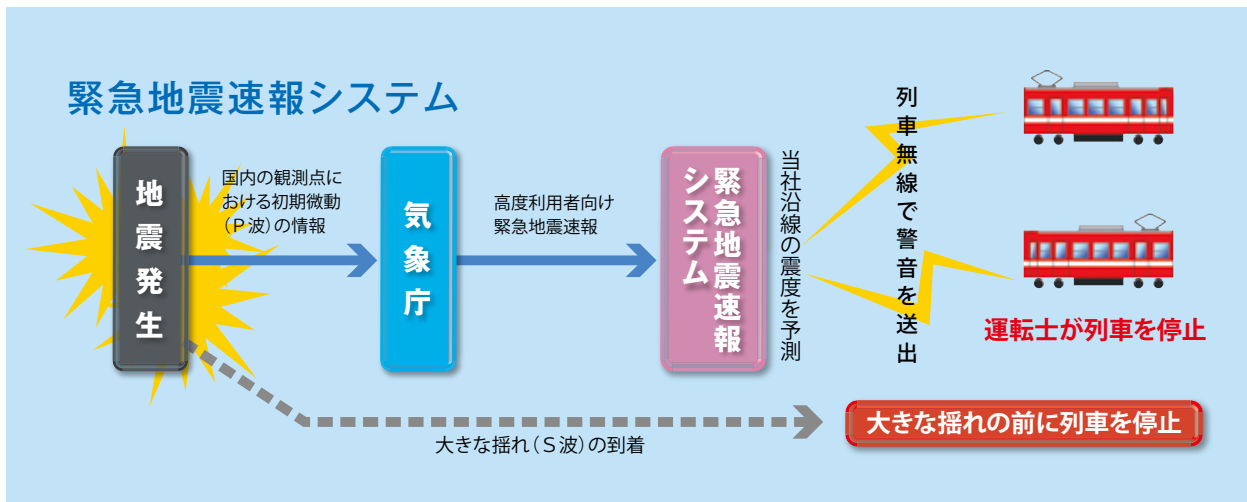 緊急地震速報システム
地震発生
国内の観測点に
おける初期微動
（P波）の情報
気象庁
高度利用者向け
緊急地震速報
緊急地震速報
システム
当社沿線の震度を予測
列車無線で警音を送出
運転士が列車を停止
大きな揺れ（S波）の到着
大きな揺れの前に列車を停止